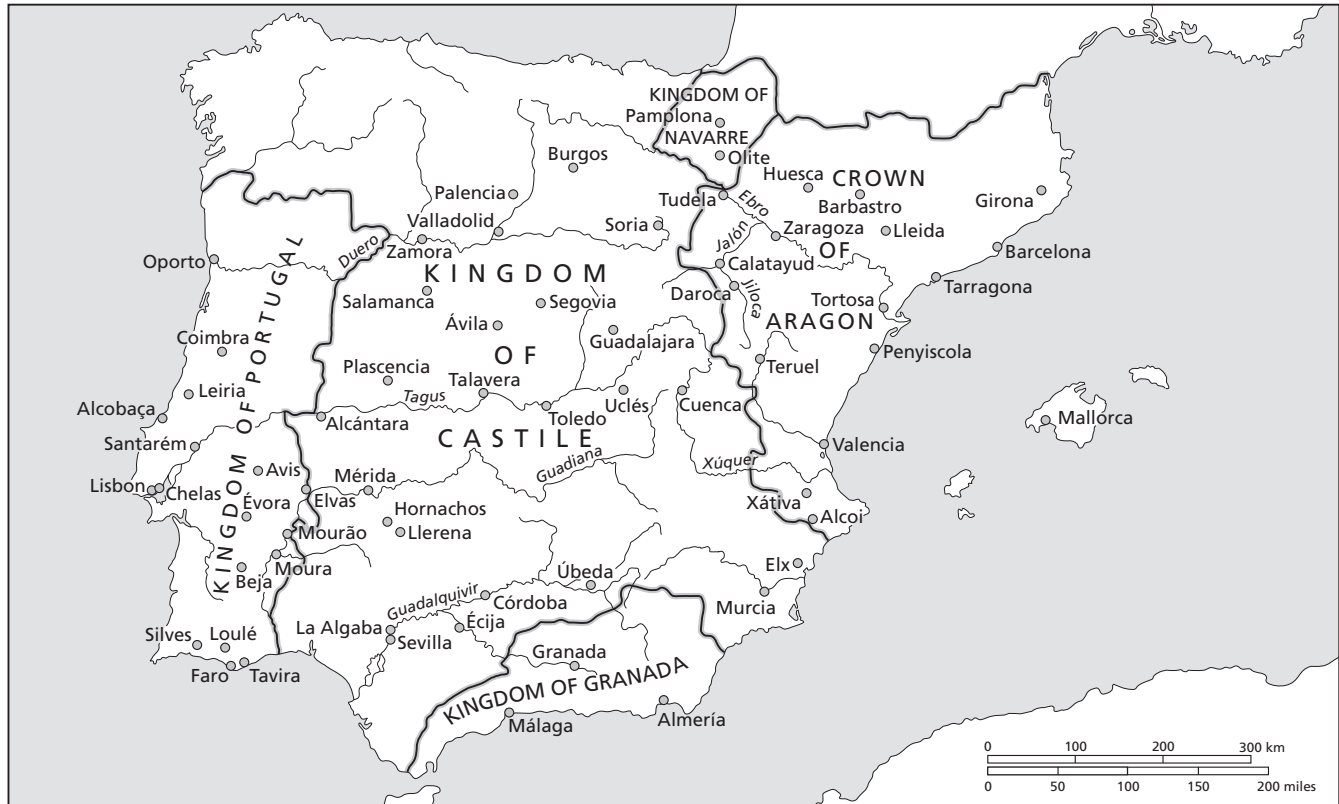 KINGDOM OF
Pamplona
NAVARRE
Olite
Burgos
Huesca
CROWN
Palencia
Tudela
Ebro
Barbastro
Girona
Valladolid
Soria
Jalón
Zaragoza
Lleida
Zamora
OF
Barcelona
Oporto
Duero
KINGDOM
Calatayud
Salamanca
Segovia
Daroca
Jiloca
Tortosa
Tarragona
ARAGON
Ávila
Coimbra
Guadalajara
OF
Penyiscola
Plascencia
Teruel
Talavera
Leiria
Tagus
Uclés
Cuenca
Alcobaça
Alcántara
Toledo
Mallorca
KINGDOM OF PORTUGAL
Santarém
CASTILE
Valencia
Guadiana
Xúquer
Avis
Mérida
Lisbon
Chelas
Elvas
Évora
Hornachos
Xátiva
Llerena
Alcoi
Mourão
Moura
Beja
Elx
Úbeda
Guadalquivir
Córdoba
Murcia
La Algaba
Écija
Silves
Loulé
Sevilla
Granada
Faro
Tavira
KINGDOM OF GRANADA
Málaga
Almería
0 100 200 300 km
0 50 100 150 200 miles